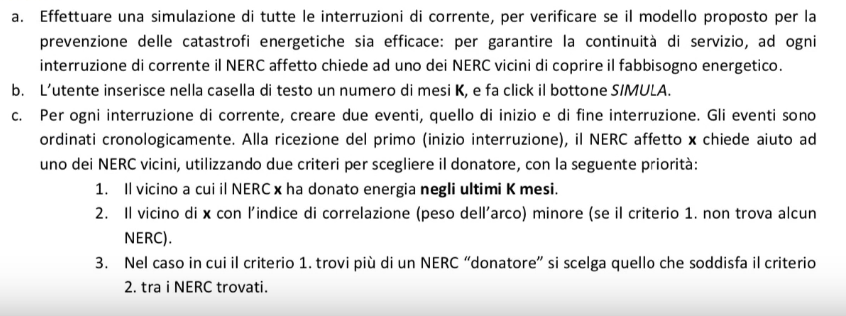 a. Effettuare una simulazione di tutte le interruzioni di corrente, per verificare se il modello proposto per la
prevenzione delle catastrofi energetiche sia efficace: per garantire la continuità di servizio, ad ogni
interruzione di corrente il NERC affetto chiede ad uno dei NERC vicini di coprire il fabbisogno energetico.
b. L’utente inserisce nella casella di testo un numero di mesi K, e fa click il bottone SIMULA.
c. Per ogni interruzione di corrente, creare due eventi, quello di inizio e di fine interruzione. Gli eventi sono
ordinati cronologicamente. Alla ricezione del primo (inizio interruzione), il NERC affetto x chiede aiuto ad
uno dei NERC vicini, utilizzando due criteri per scegliere il donatore, con la seguente priorità:
1. Il vicino a cui il NERC x ha donato energia negli ultimi K mesi.
2. Il vicino di x con l’indice di correlazione (peso dell’arco) minore (se il criterio 1. non trova alcun
NERC).
3. Nel caso in cui il criterio 1. trovi più di un NERC “donatore” si scelga quello che soddisfa il criterio
2. tra i NERC trovati.